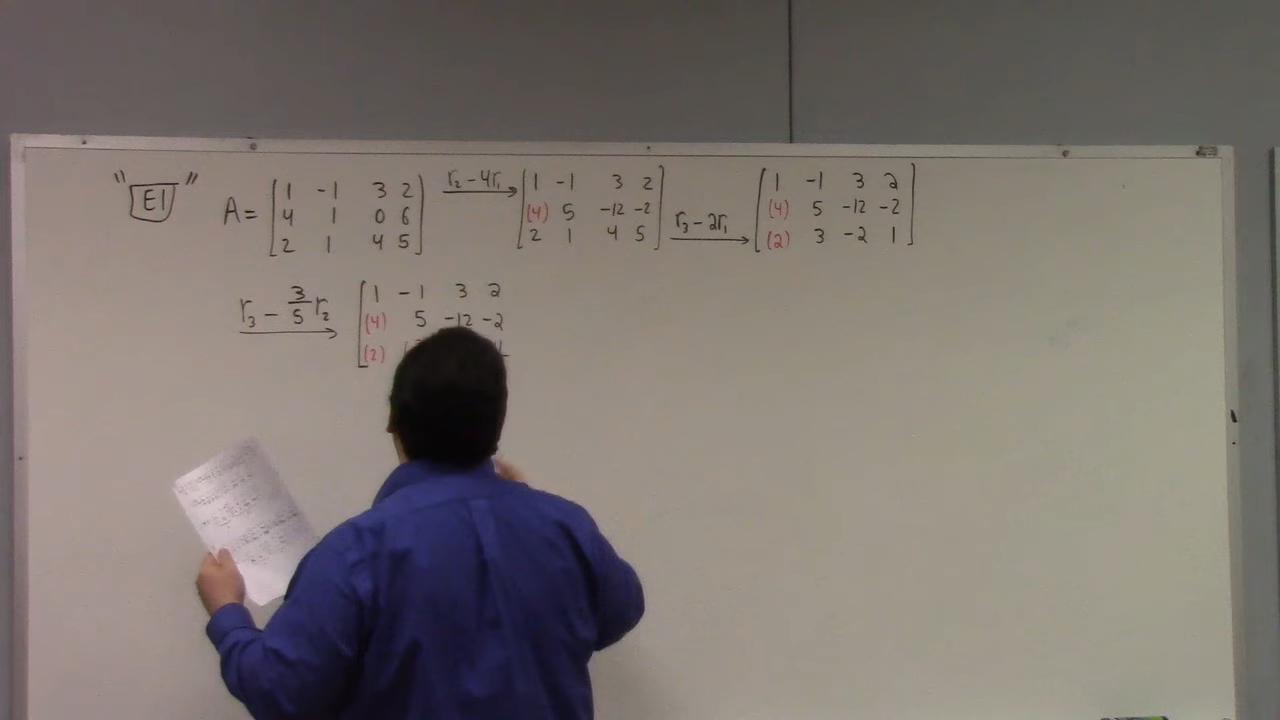 "E1" A = [1 -1 3 2; 4 1 0 6; 2 1 4 5] r₂-4r₁ → [1 -1 3 2; (4) 5 -12 -2; 2 1 4 5] r₃-2r₁ → [1 -1 3 2; (4) 5 -12 -2; (2) 3 -2 1]
r₃ - 3/5 r₂ → [1 -1 3 2; (4) 5 -12 -2; (2)